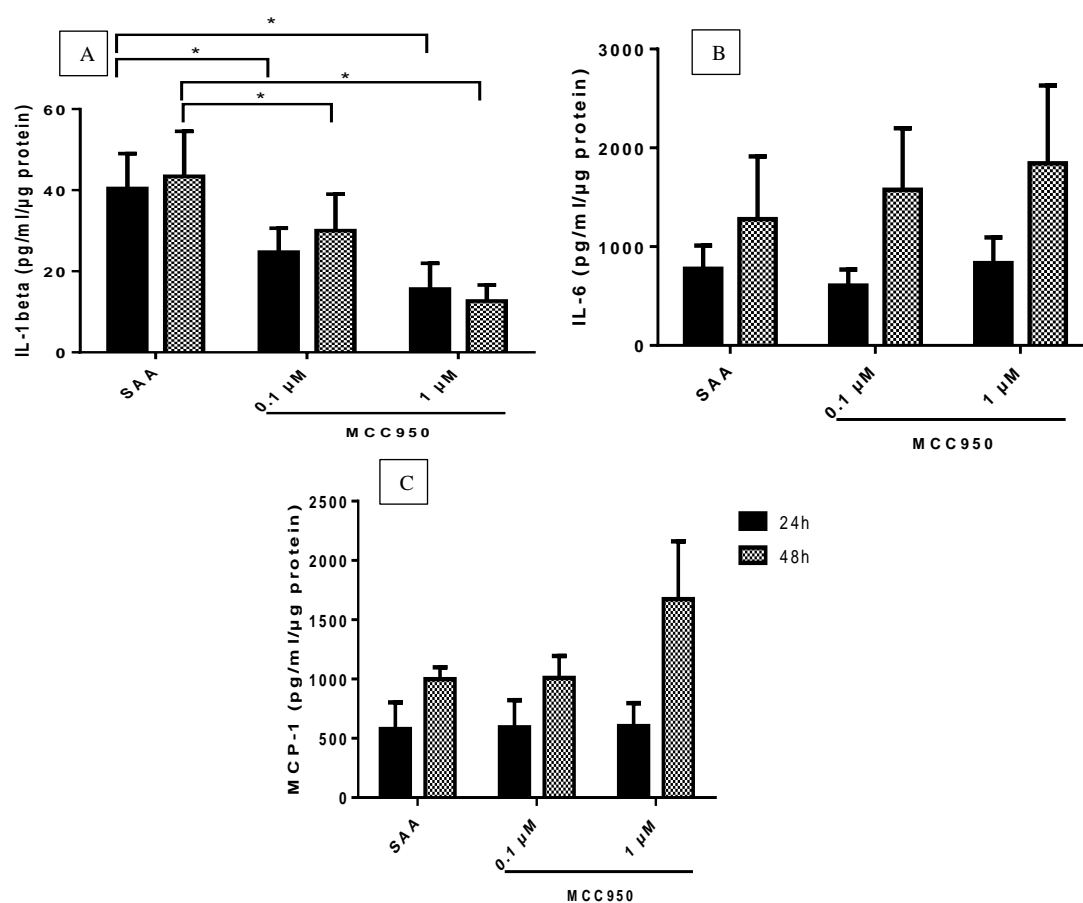 A
*
*
*
*
IL-1beta (pg/ml/µg protein)
60
40
20
0
SAA
0.1 µM
1 µM
MCC950
B
IL-6 (pg/ml/µg protein)
3000
2000
1000
0
SAA
0.1 µM
1 µM
MCC950
C
MCP-1 (pg/ml/µg protein)
2500
2000
1500
1000
500
0
SAA
0.1 µM
1 µM
MCC950
24h
48h